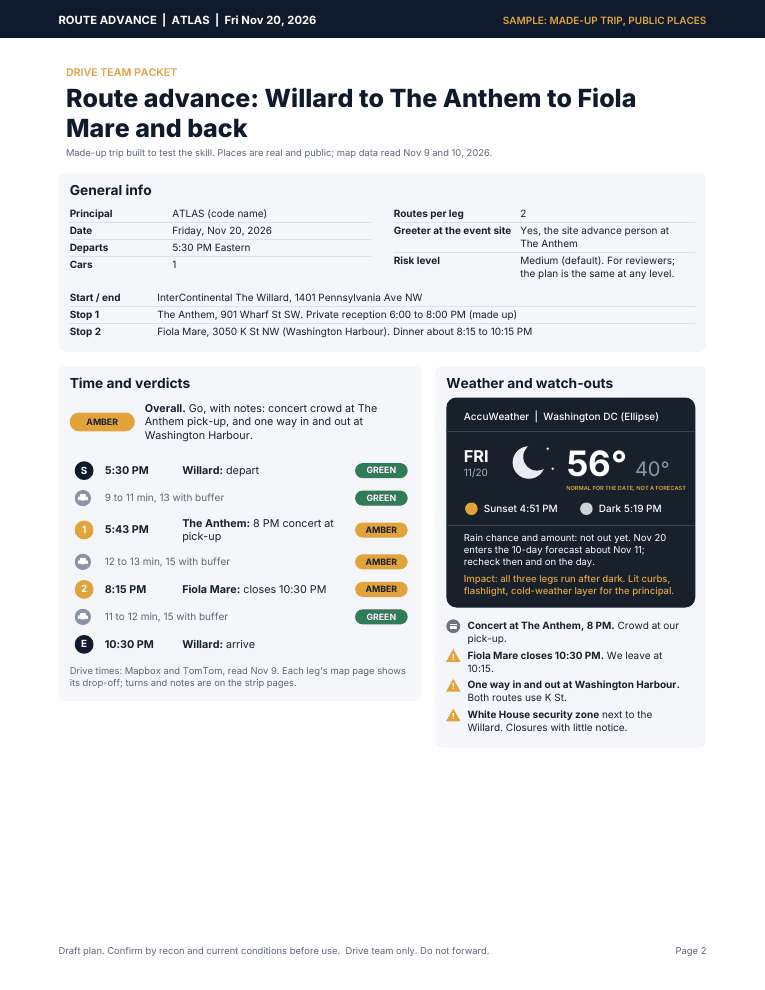 ROUTE ADVANCE | ATLAS | Fri Nov 20, 2026
SAMPLE: MADE-UP TRIP, PUBLIC PLACES
DRIVE TEAM PACKET
Route advance: Willard to The Anthem to Fiola
Mare and back
Made-up trip built to test the skill. Places are real and public; map data read Nov 9 and 10, 2026.
General info
Principal ATLAS (code name)
Date Friday, Nov 20, 2026
Departs 5:30 PM Eastern
Cars 1
Routes per leg 2
Greeter at the event site Yes, the site advance person at
The Anthem
Risk level Medium (default). For reviewers;
the plan is the same at any level.
Start / end InterContinental The Willard, 1401 Pennsylvania Ave NW
Stop 1 The Anthem, 901 Wharf St SW. Private reception 6:00 to 8:00 PM (made up)
Stop 2 Fiola Mare, 3050 K St NW (Washington Harbour). Dinner about 8:15 to 10:15 PM
Time and verdicts
AMBER
Overall. Go, with notes: concert crowd at The
Anthem pick-up, and one way in and out at
Washington Harbour.
S 5:30 PM Willard: depart GREEN
9 to 11 min, 13 with buffer GREEN
1 5:43 PM The Anthem: 8 PM concert at
pick-up AMBER
12 to 13 min, 15 with buffer AMBER
2 8:15 PM Fiola Mare: closes 10:30 PM AMBER
11 to 12 min, 15 with buffer GREEN
E 10:30 PM Willard: arrive
Drive times: Mapbox and TomTom, read Nov 9. Each leg's map page shows
its drop-off; turns and notes are on the strip pages.
Weather and watch-outs
AccuWeather | Washington DC (Ellipse)
FRI
11/20
56° 40°
NORMAL FOR THE DATE, NOT A FORECAST
Sunset 4:51 PM Dark 5:19 PM
Rain chance and amount: not out yet. Nov 20
enters the 10-day forecast about Nov 11;
recheck then and on the day.
Impact: all three legs run after dark. Lit curbs,
flashlight, cold-weather layer for the principal.
Concert at The Anthem, 8 PM. Crowd at our
pick-up.
Fiola Mare closes 10:30 PM. We leave at
10:15.
One way in and out at Washington Harbour.
Both routes use K St.
White House security zone next to the
Willard. Closures with little notice.
Draft plan. Confirm by recon and current conditions before use. Drive team only. Do not forward.
Page 2